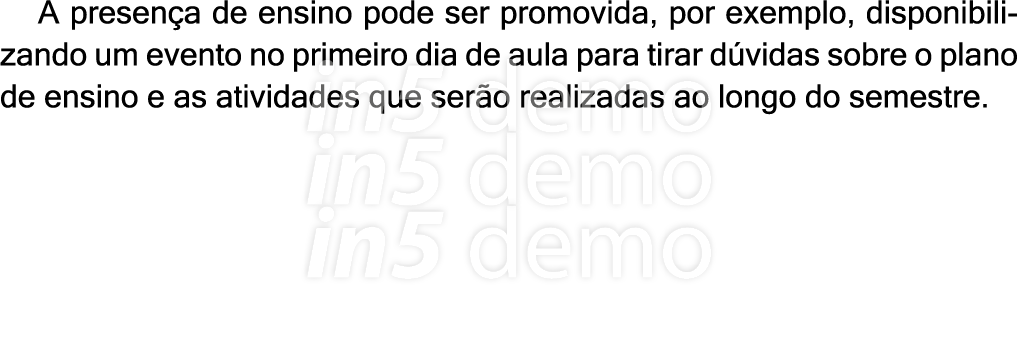 A presença de ensino pode ser promovida, por exemplo, disponibili-
zando um evento no primeiro dia de aula para tirar dúvidas sobre o plano
de ensino e as atividades que serão realizadas ao longo do semestre.
in5 demo
in5 demo
in5 demo